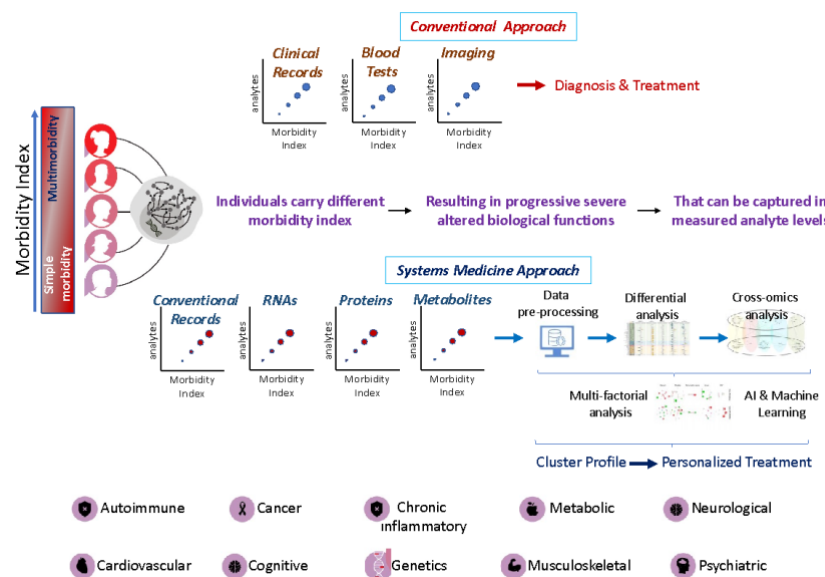 Conventional Approach
Clinical
Records
Blood
Tests
Imaging
analytes
analytes
analytes
Morbidity
Index
Morbidity
Index
Morbidity
Index
Diagnosis & Treatment
Morbidity Index
Multimorbidity
Simple
morbidity
Individuals carry different
morbidity index
Resulting in progressive severe
altered biological functions
That can be captured in
measured analyte levels
Systems Medicine Approach
Conventional
Records
RNAs
Proteins
Metabolites
analytes
analytes
analytes
analytes
Morbidity
Index
Morbidity
Index
Morbidity
Index
Morbidity
Index
Data
pre-processing
Differential
analysis
Cross-omics
analysis
Multi-factorial
analysis
AI & Machine
Learning
Cluster Profile
Personalized Treatment
Autoimmune
Cancer
Chronic
inflammatory
Metabolic
Neurological
Cardiovascular
Cognitive
Genetics
Musculoskeletal
Psychiatric